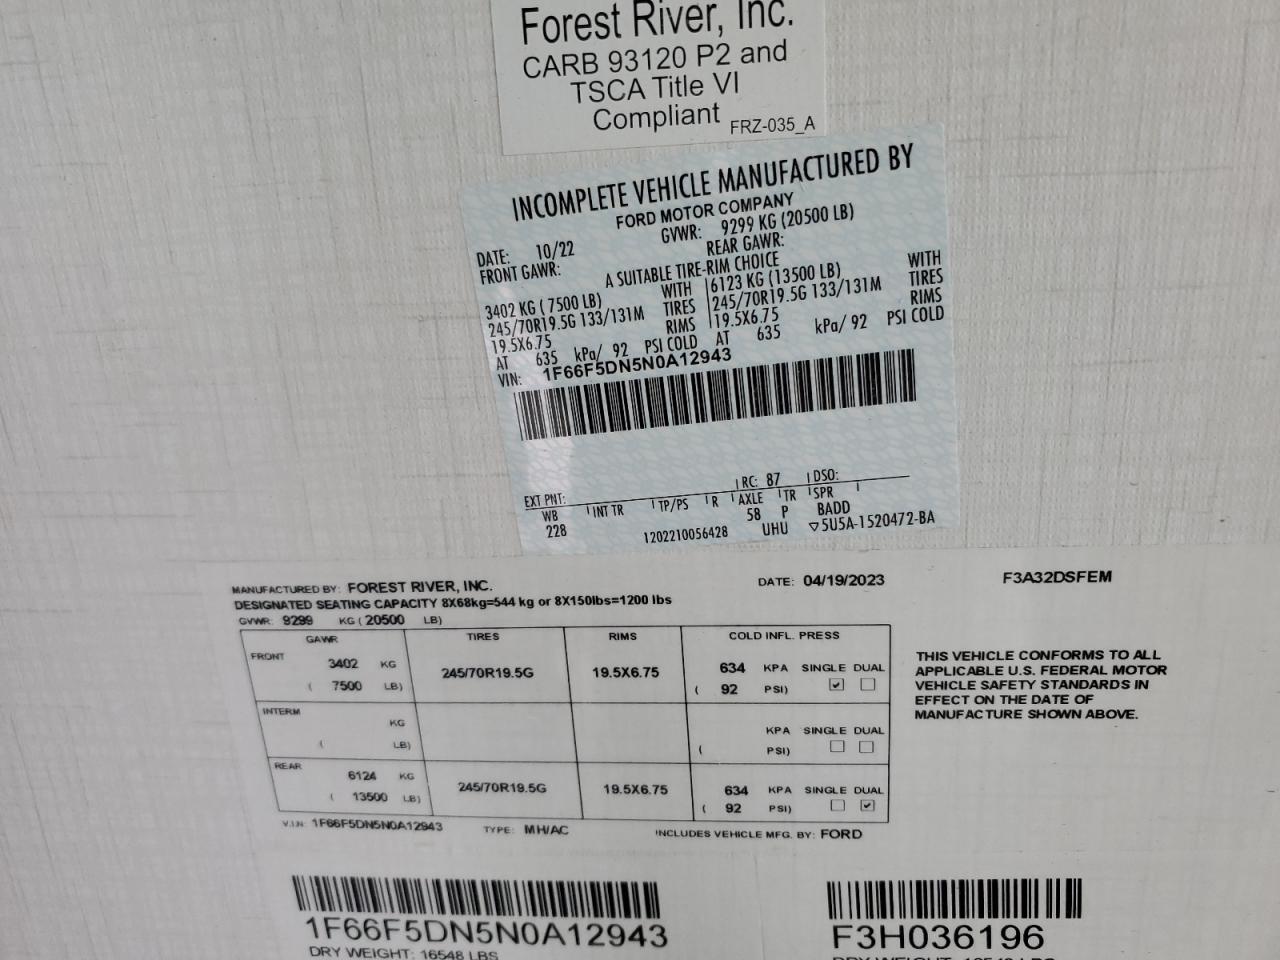 Forest River, Inc.
CARB 93120 P2 and
TSCA Title VI
Compliant FRZ-035_A
INCOMPLETE VEHICLE MANUFACTURED BY
FORD MOTOR COMPANY
DATE: 10/22 GVWR: 9299 KG (20500 LB)
FRONT GAWR: REAR GAWR:
A SUITABLE TIRE-RIM CHOICE
3402 KG ( 7500 LB) WITH 6123 KG (13500 LB) WITH
245/70R19.5G 133/131M TIRES 245/70R19.5G 133/131M TIRES
19.5X6.75 RIMS 19.5X6.75 RIMS
AT 635 kPa/ 92 PSI COLD AT 635 kPa/ 92 PSI COLD
VIN: 1F66F5DN5N0A12943
EXT PNT: RC: 87 DSO:
WB INT TR TP/PS R AXLE TR SPR
228 58 P BADD
1202210056428 UHU ▽5U5A-1520472-BA
MANUFACTURED BY: FOREST RIVER, INC. DATE: 04/19/2023 F3A32DSFEM
DESIGNATED SEATING CAPACITY 8X68kg=544 kg or 8X150lbs=1200 lbs
GVWR: 9299 KG ( 20500 LB)
GAWR TIRES RIMS COLD INFL. PRESS
FRONT 3402 KG 245/70R19.5G 19.5X6.75 634 KPA SINGLE DUAL
( 7500 LB) ( 92 PSI) ☑ ☐
INTERM KG KPA SINGLE DUAL
( LB) ( PSI) ☐ ☐
REAR 6124 KG 245/70R19.5G 19.5X6.75 634 KPA SINGLE DUAL
( 13500 LB) ( 92 PSI) ☐ ☑
THIS VEHICLE CONFORMS TO ALL
APPLICABLE U.S. FEDERAL MOTOR
VEHICLE SAFETY STANDARDS IN
EFFECT ON THE DATE OF
MANUFACTURE SHOWN ABOVE.
V.I.N: 1F66F5DN5N0A12943 TYPE: MH/AC INCLUDES VEHICLE MFG. BY: FORD
1F66F5DN5N0A12943 F3H036196
DRY WEIGHT: 16548 LBS DRY WEIGHT: 16548 LBS